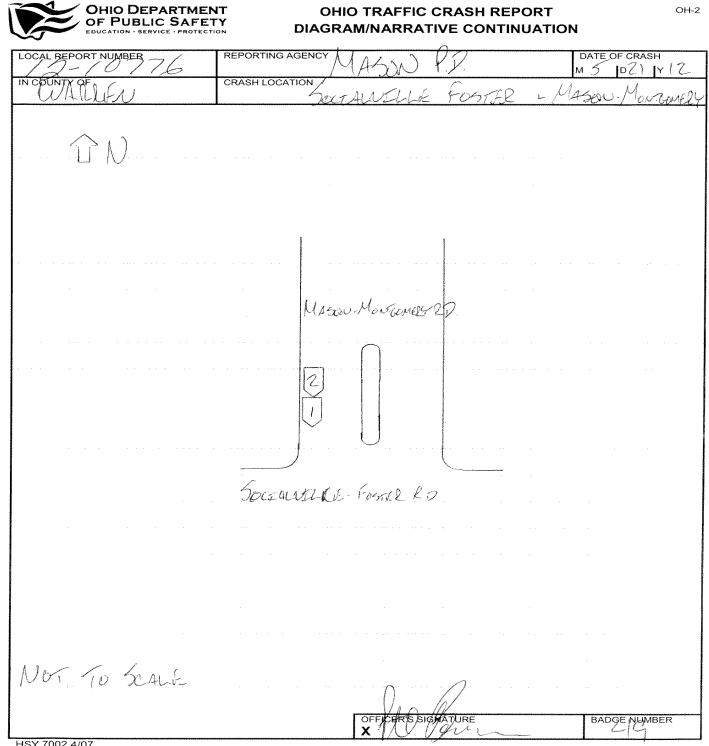 OHIO DEPARTMENT
OF PUBLIC SAFETY
EDUCATION - SERVICE - PROTECTION
OHIO TRAFFIC CRASH REPORT
DIAGRAM/NARRATIVE CONTINUATION
OH-2
LOCAL REPORT NUMBER
12-10776
REPORTING AGENCY
MASON P.D.
DATE OF CRASH
M 5 D 21 Y 12
IN COUNTY OF
WARREN
CRASH LOCATION
SOCIALVILLE FOSTER - MASON-MONTGOMERY
N
MASON-MONTGOMERY RD.
2
1
SOCIALVILLE-FOSTER RD
NOT TO SCALE
OFFICER'S SIGNATURE
X
BADGE NUMBER
HSY 7002 4/07